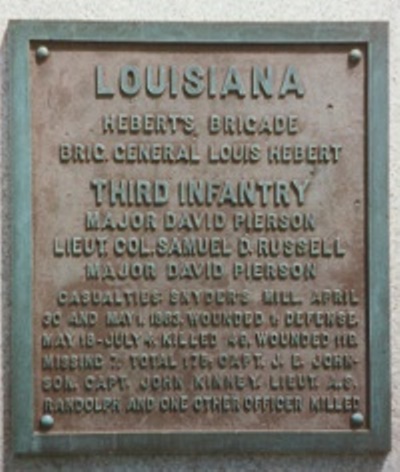 LOUISIANA
HEBERT'S BRIGADE
BRIG. GENERAL LOUIS HEBERT
THIRD INFANTRY
MAJOR DAVID PIERSON
LIEUT. COL. SAMUEL D. RUSSELL
MAJOR DAVID PIERSON
CASUALTIES: SNYDER'S MILL, APRIL
30 AND MAY 1, 1863, WOUNDED 1; DEFENSE,
MAY 18-JULY 4; KILLED 49, WOUNDED 119,
MISSING 7, TOTAL 175, CAPT. J. E. JOHN-
SON, CAPT. JOHN KINNEY, LIEUT. A.S.
RANDOLPH AND ONE OTHER OFFICER KILLED